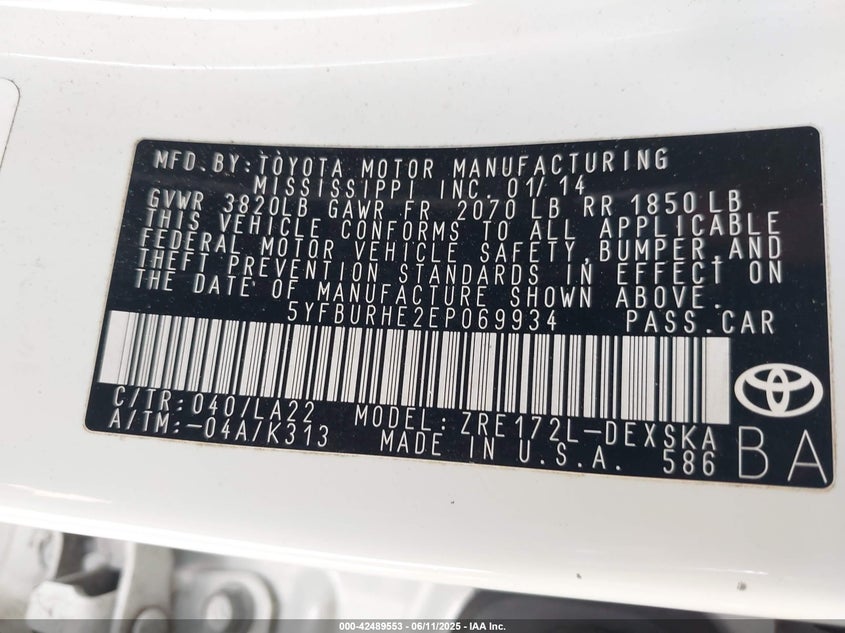 MFD.BY:TOYOTA MOTOR MANUFACTURING
MISSISSIPPI INC. 01/14
GVWR 3820LB GAWR FR 2070 LB RR 1850 LB
THIS VEHICLE CONFORMS TO ALL APPLICABLE
FEDERAL MOTOR VEHICLE SAFETY,BUMPER,AND
THEFT PREVENTION STANDARDS IN EFFECT ON
THE DATE OF MANUFACTURE SHOWN ABOVE.
5YFBURHE2EP069934 PASS.CAR
C/TR:040/LA22 MODEL:ZRE172L-DEXSKA
A/TM:-04A/K313 MADE IN U.S.A. 586 BA
000-42489553 - 06/11/2025 - IAA Inc.